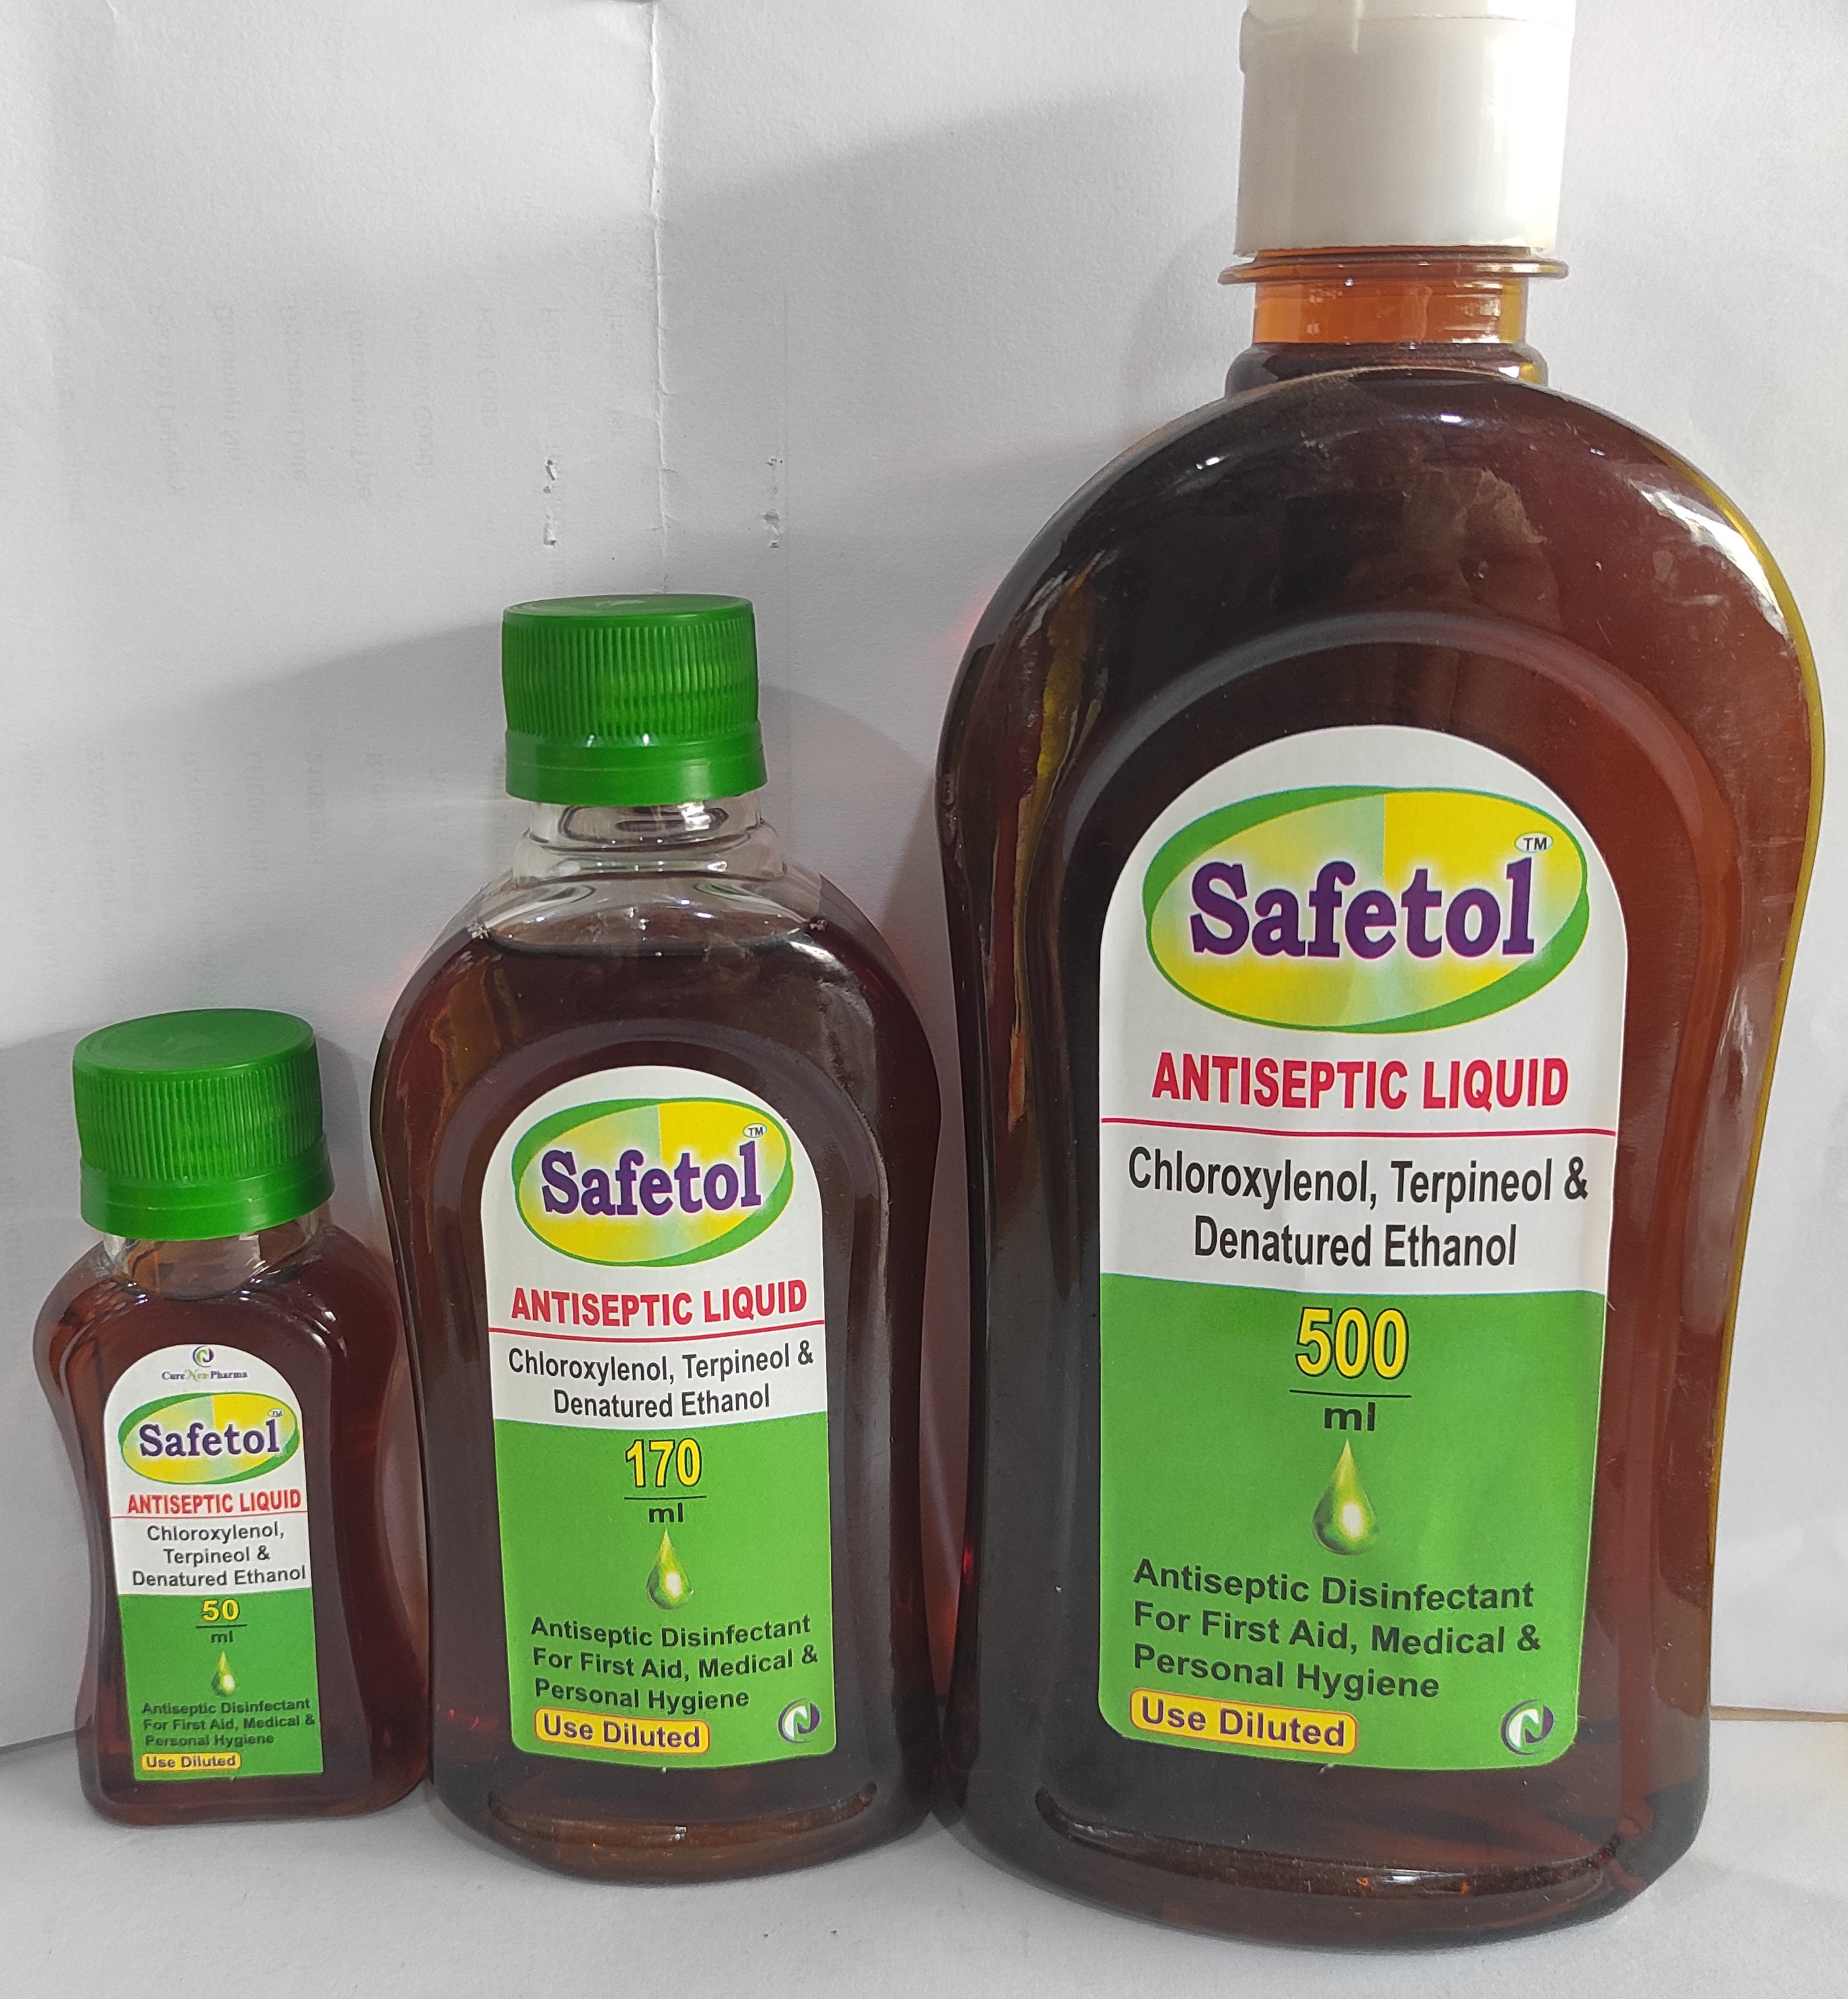 Cure Nex Pharma
Safetol
TM
ANTISEPTIC LIQUID
Chloroxylenol,
Terpineol &
Denatured Ethanol
50
ml
Antiseptic Disinfectant
For First Aid, Medical &
Personal Hygiene
Use Diluted
Safetol
TM
ANTISEPTIC LIQUID
Chloroxylenol, Terpineol &
Denatured Ethanol
170
ml
Antiseptic Disinfectant
For First Aid, Medical &
Personal Hygiene
Use Diluted
Safetol
TM
ANTISEPTIC LIQUID
Chloroxylenol, Terpineol &
Denatured Ethanol
500
ml
Antiseptic Disinfectant
For First Aid, Medical &
Personal Hygiene
Use Diluted